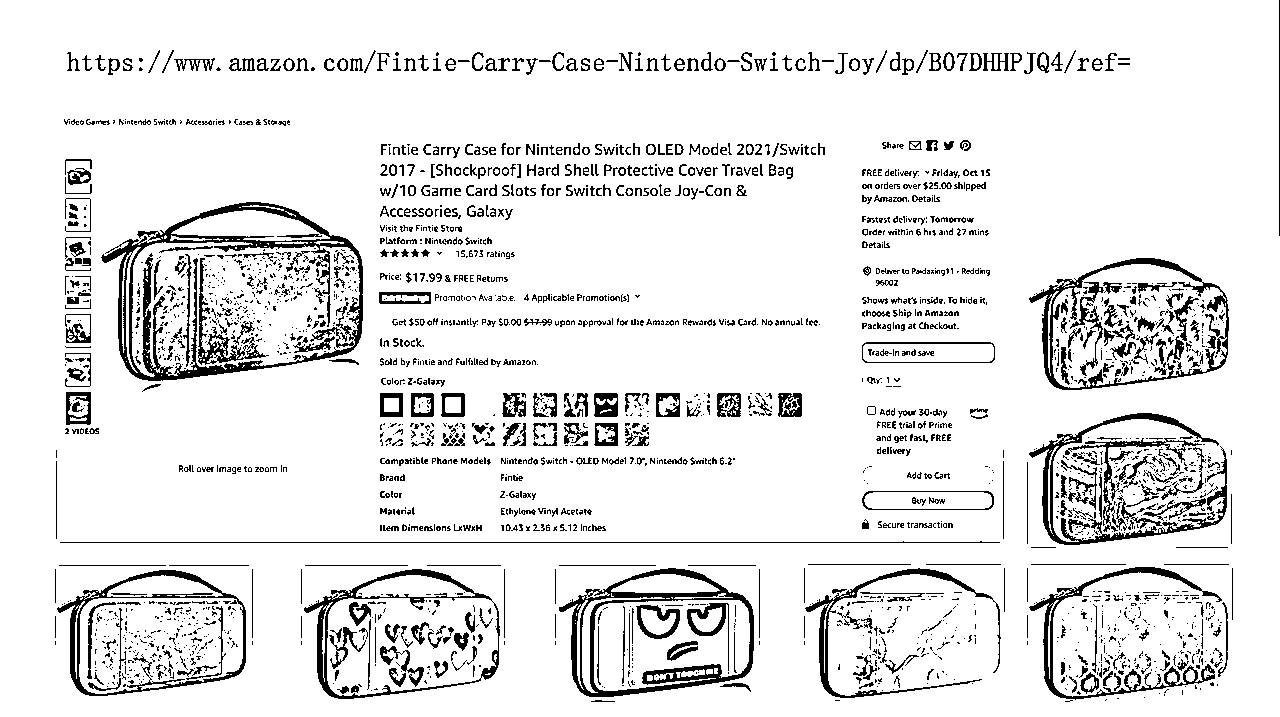 https://www.amazon.com/Fintie-Carry-Case-Nintendo-Switch-Joy/dp/B07DHHPJQ4/ref=
Video Games › Nintendo Switch › Accessories › Cases & Storage
Fintie Carry Case for Nintendo Switch OLED Model 2021/Switch
2017 - [Shockproof] Hard Shell Protective Cover Travel Bag
w/10 Game Card Slots for Switch Console Joy-Con &
Accessories, Galaxy
Visit the Fintie Store
Platform : Nintendo Switch
15,673 ratings
Price: $17.99 & FREE Returns
Promotion Available. 4 Applicable Promotion(s)
Get $50 off instantly: Pay $0.00 $17.99 upon approval for the Amazon Rewards Visa Card. No annual fee.
In Stock.
Sold by Fintie and Fulfilled by Amazon.
Color: Z-Galaxy
Compatible Phone Models Nintendo Switch - OLED Model 7.0", Nintendo Switch 6.2"
Brand Fintie
Color Z-Galaxy
Material Ethylene Vinyl Acetate
Item Dimensions LxWxH 10.43 x 2.36 x 5.12 inches
2 VIDEOS
Roll over image to zoom in
Share
FREE delivery: Friday, Oct 15
on orders over $25.00 shipped
by Amazon. Details
Fastest delivery: Tomorrow
Order within 6 hrs and 27 mins
Details
Deliver to - Redding
96002
Shows what's inside. To hide it,
choose Ship in Amazon
Packaging at Checkout.
Trade-in and save
Qty: 1
Add your 30-day
FREE trial of Prime
and get fast, FREE
delivery
prime
Add to Cart
Buy Now
Secure transaction